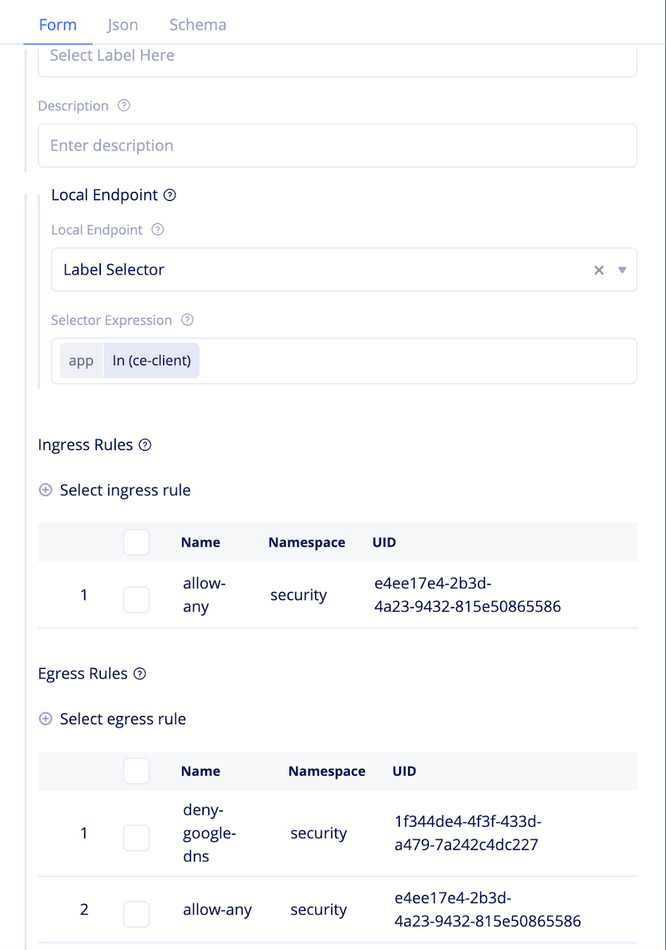 Form Json Schema
Select Label Here
Description
Enter description
Local Endpoint
Local Endpoint
Label Selector
Selector Expression
app In (ce-client)
Ingress Rules
Select ingress rule
Name Namespace UID
allow-
any
1 security
e4ee17e4-2b3d-
4a23-9432-815e50865586
Egress Rules
Select egress rule
Name Namespace UID
deny-
google-
dns
1 security
1f344de4-4f3f-433d-
a479-7a242c4dc227
2 allow-any security
e4ee17e4-2b3d-
4a23-9432-815e50865586